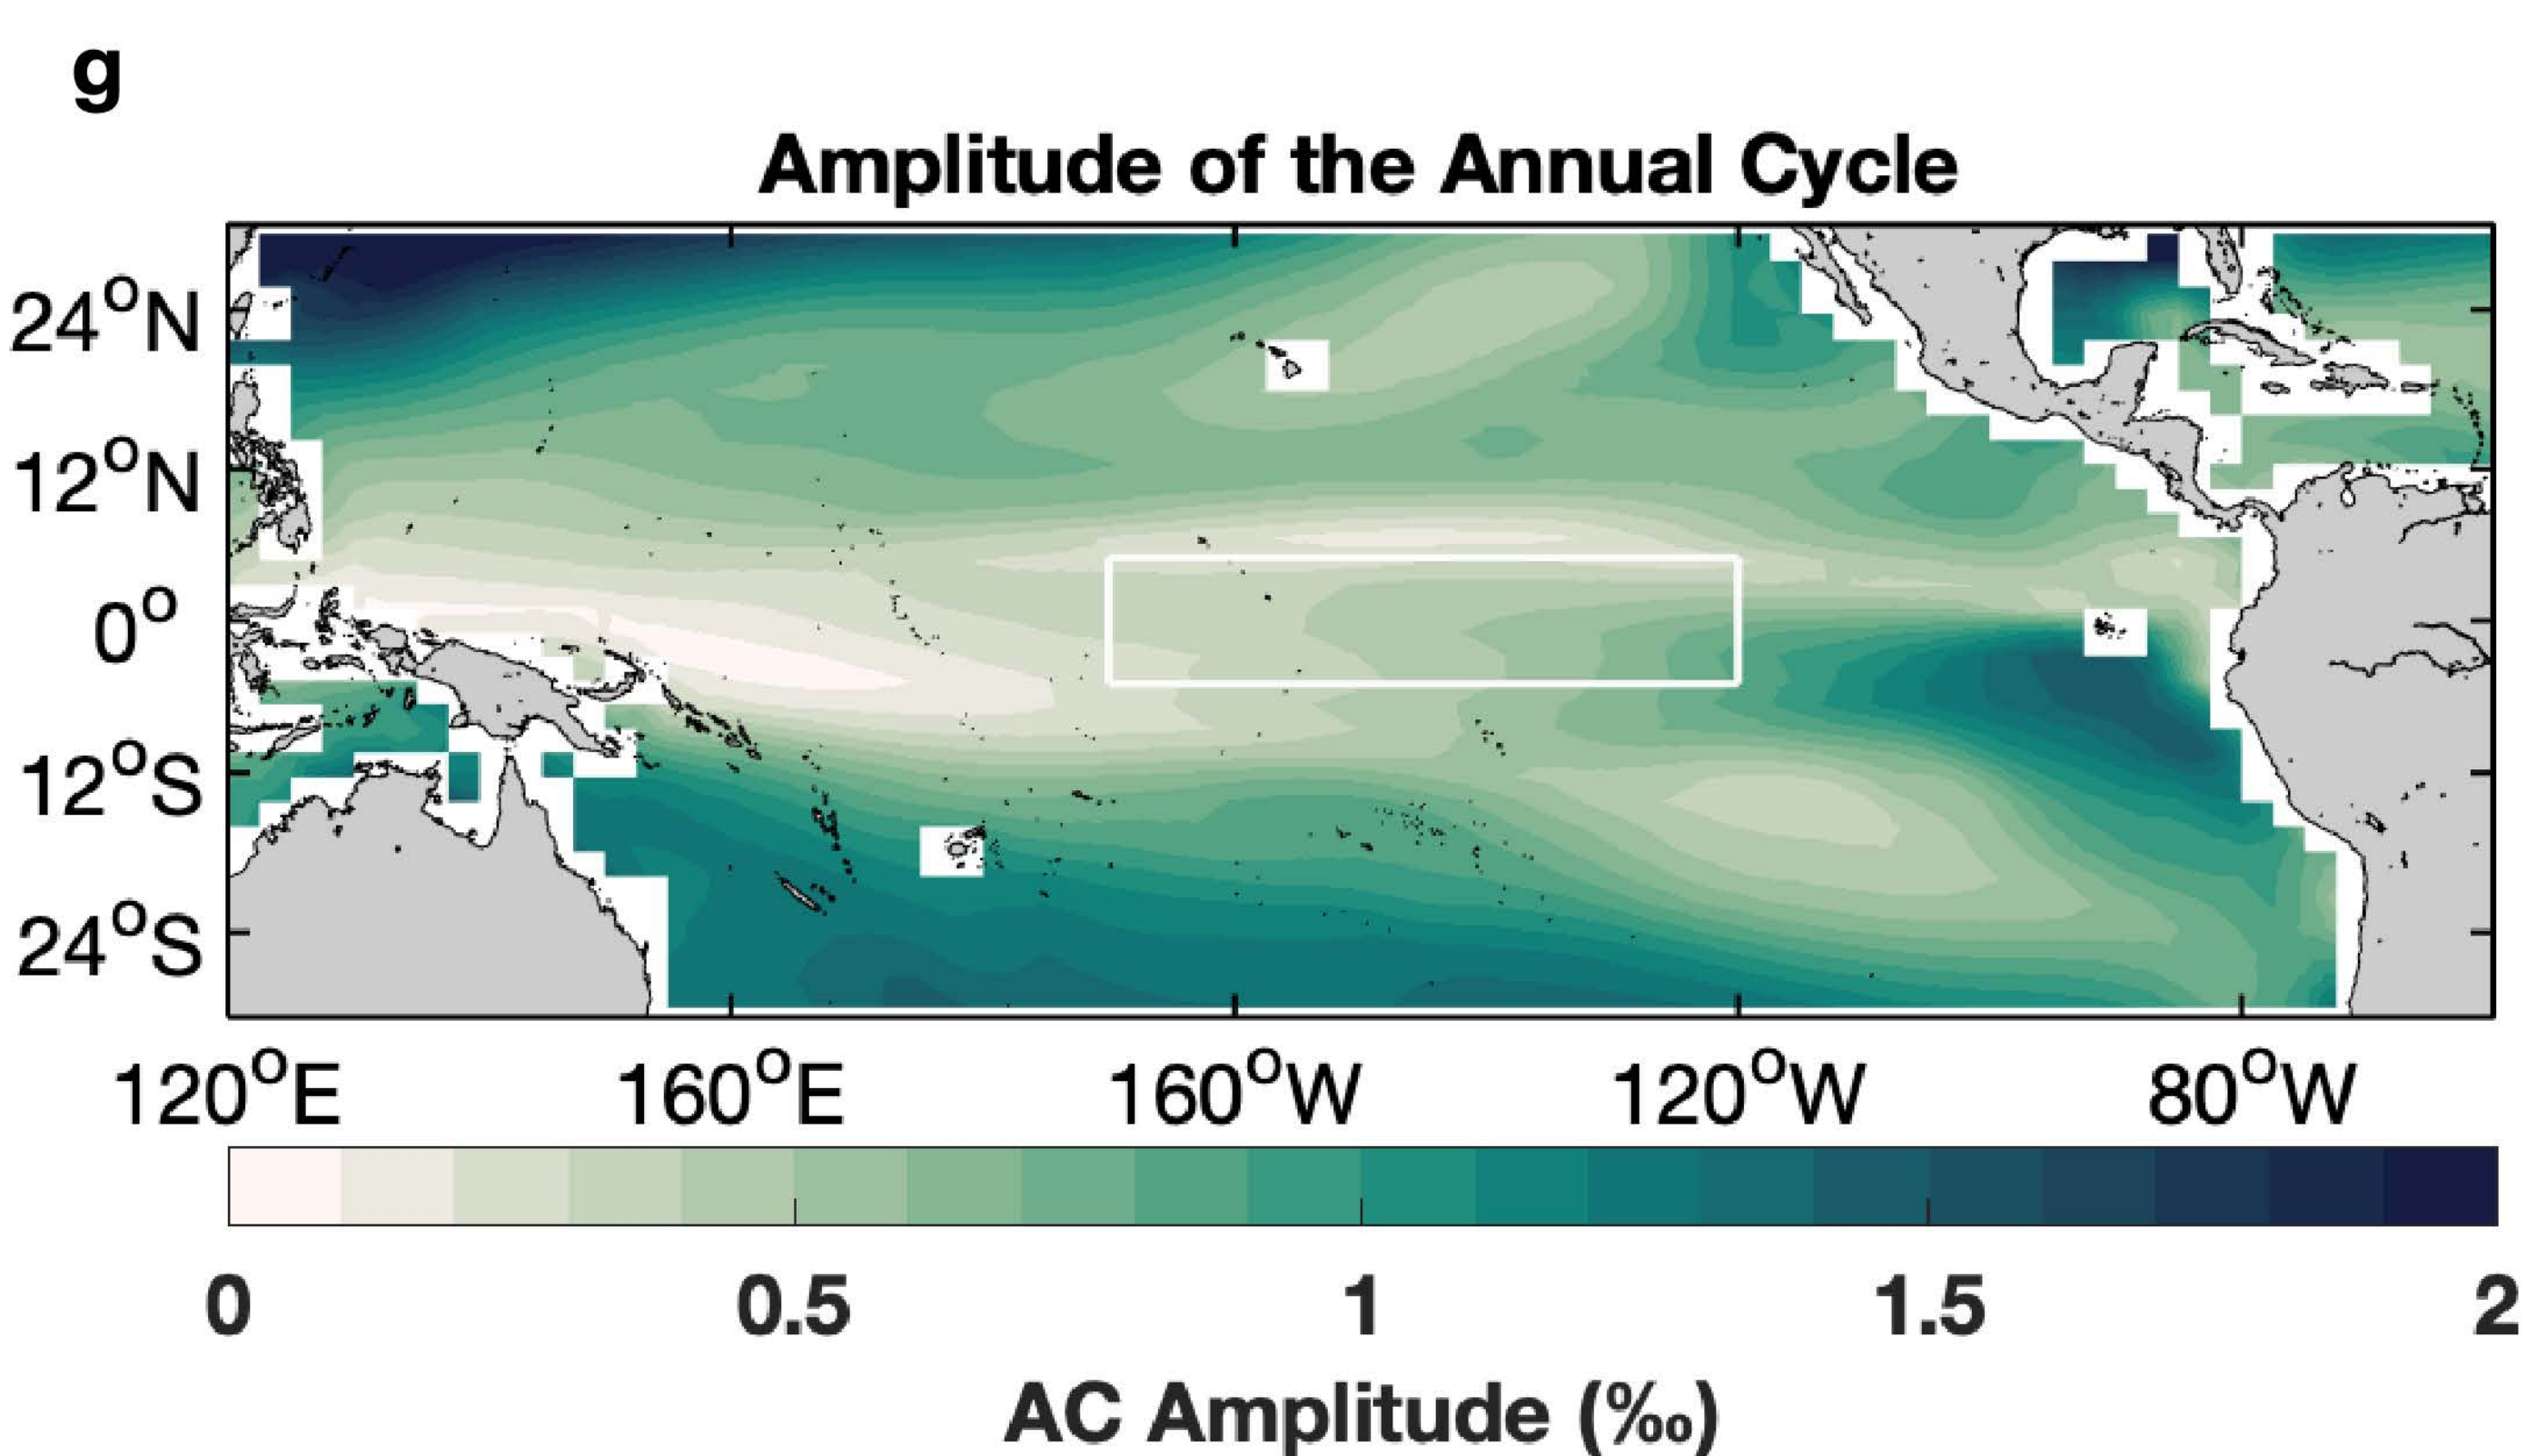 g
Amplitude of the Annual Cycle
24°N
12°N
0°
12°S
24°S
120°E 160°E 160°W 120°W 80°W
0 0.5 1 1.5 2
AC Amplitude (‰)